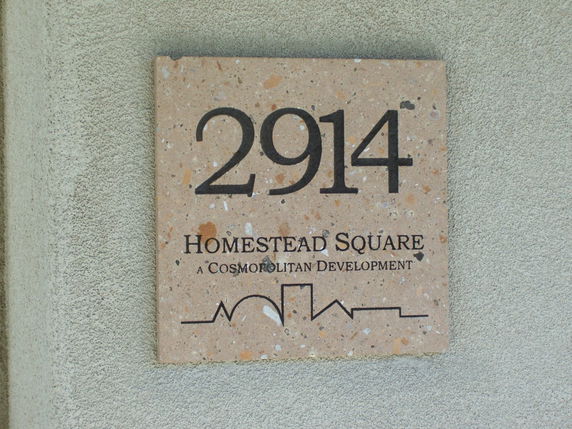 2914
HOMESTEAD SQUARE
A COSMOPOLITAN DEVELOPMENT